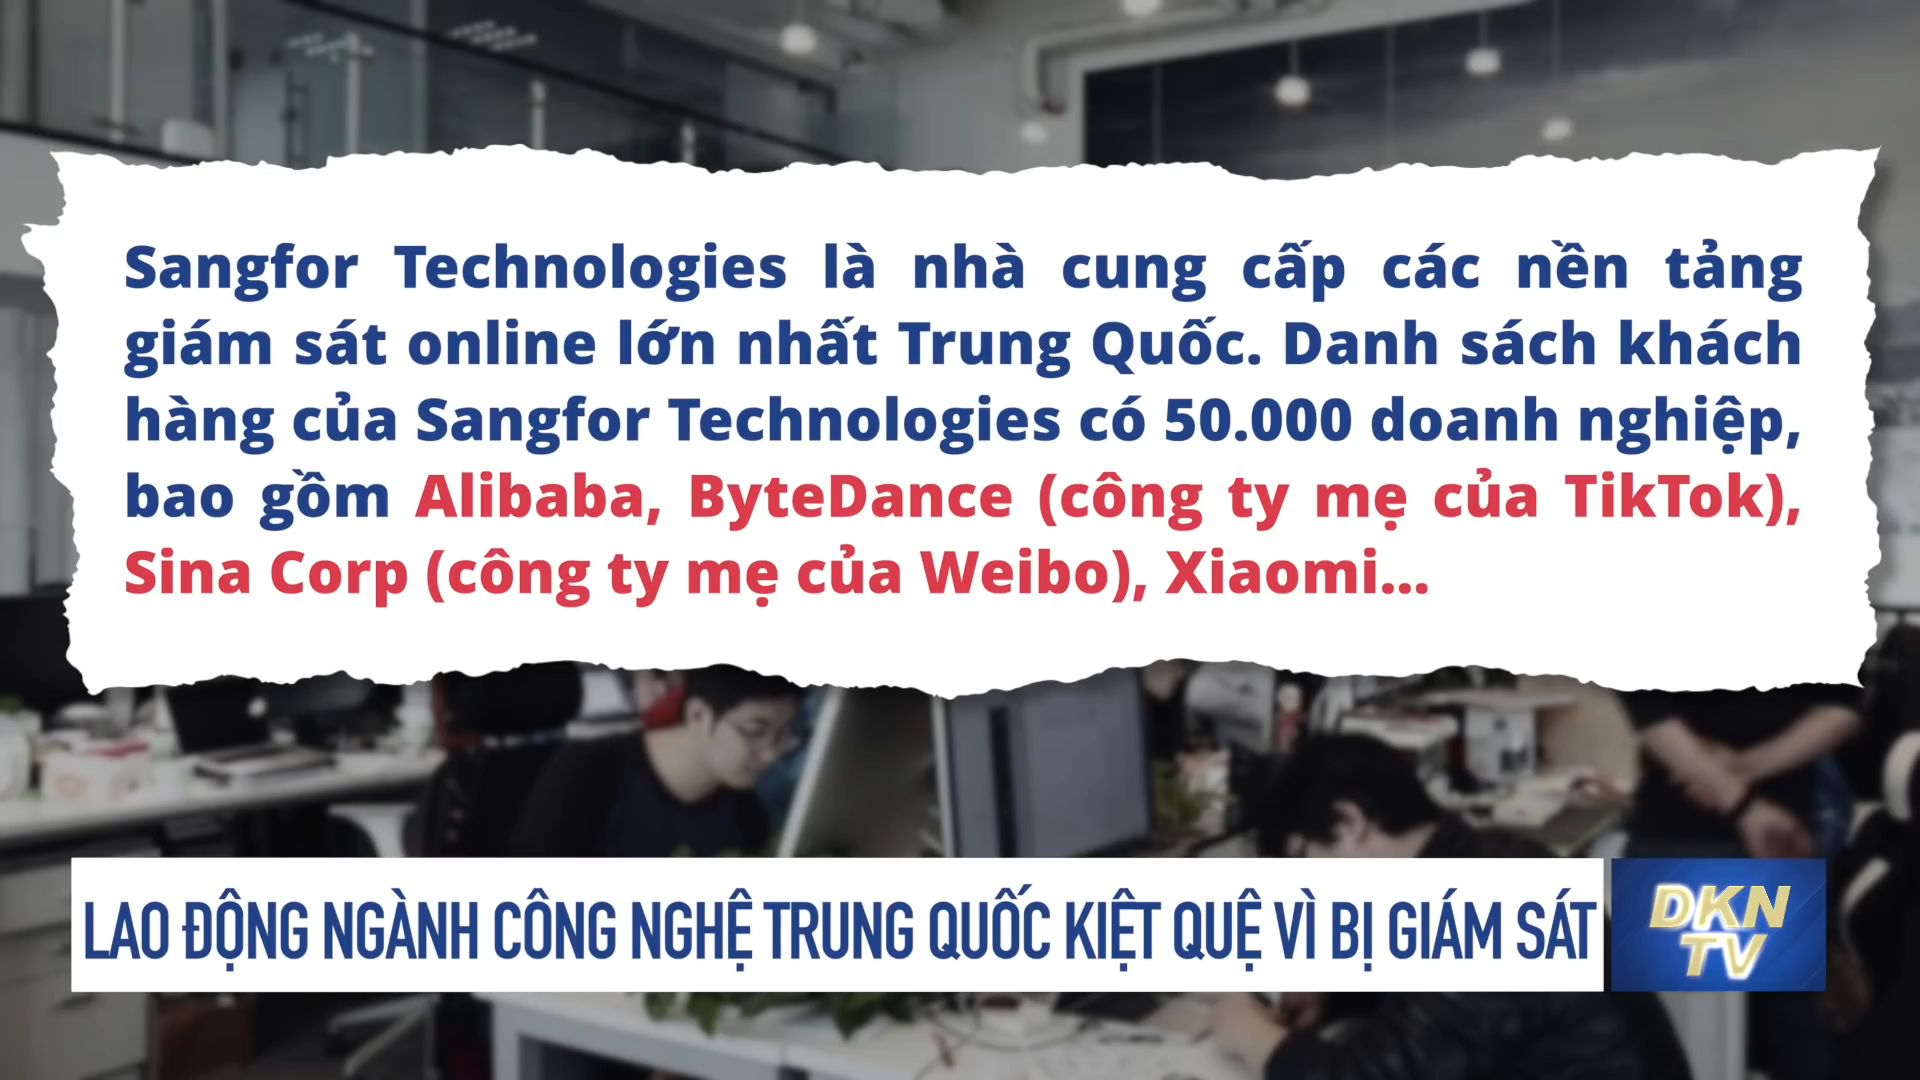 Sangfor Technologies là nhà cung cấp các nền tảng
giám sát online lớn nhất Trung Quốc. Danh sách khách
hàng của Sangfor Technologies có 50.000 doanh nghiệp,
bao gồm Alibaba, ByteDance (công ty mẹ của TikTok),
Sina Corp (công ty mẹ của Weibo), Xiaomi...
LAO ĐỘNG NGÀNH CÔNG NGHỆ TRUNG QUỐC KIỆT QUỆ VÌ BỊ GIÁM SÁT
DKN
TV